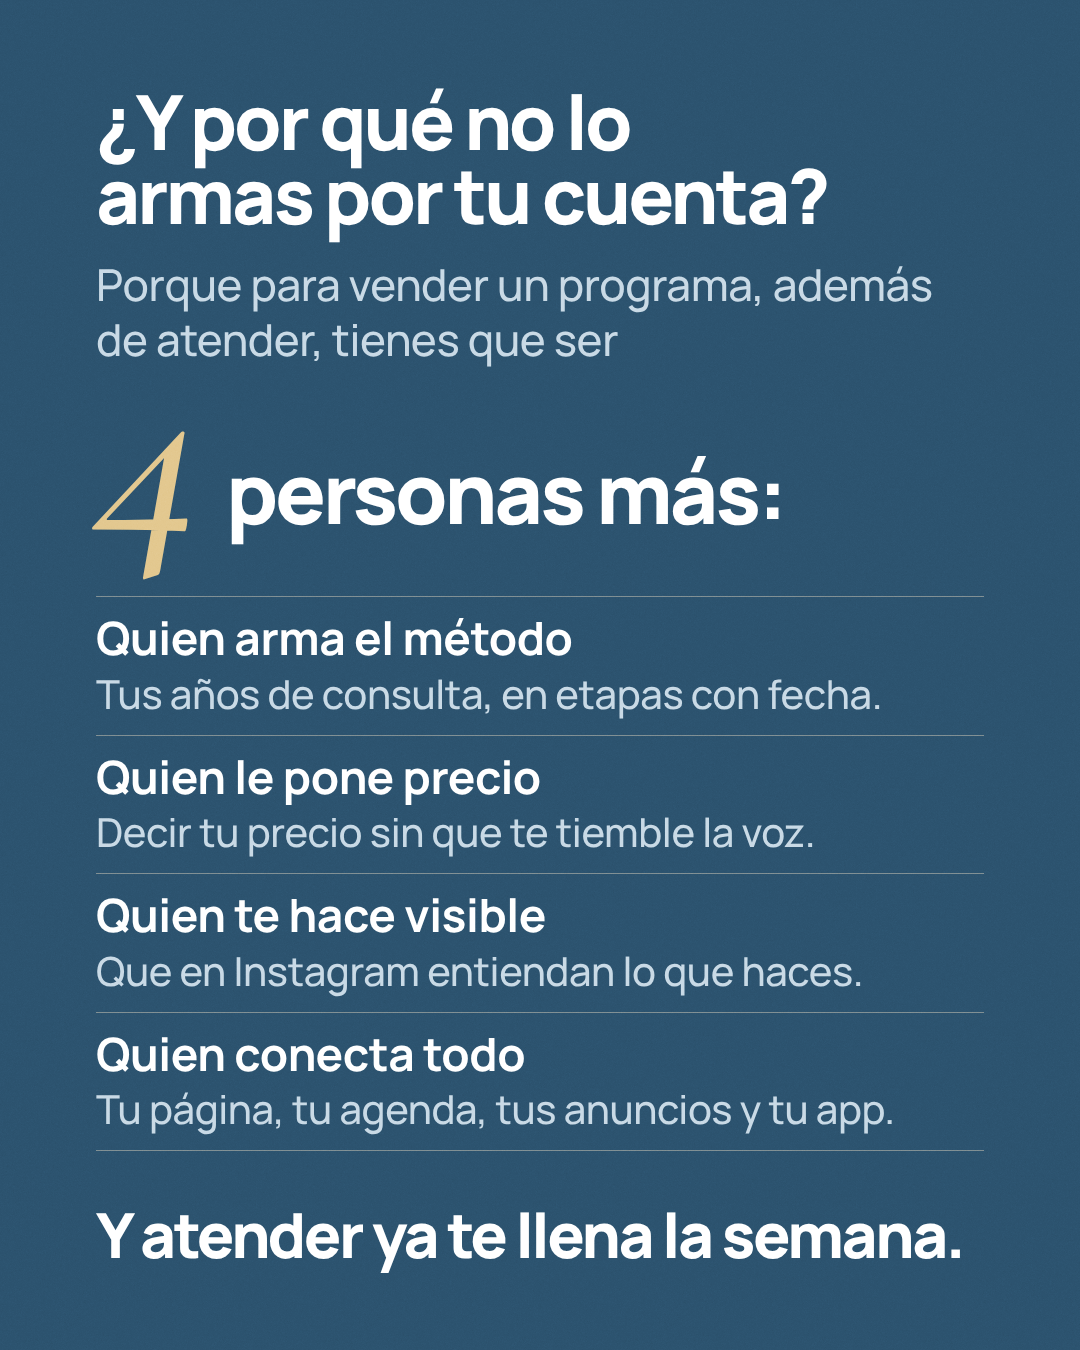 ¿Y por qué no lo
armas por tu cuenta?
Porque para vender un programa, además
de atender, tienes que ser
4 personas más:
Quien arma el método
Tus años de consulta, en etapas con fecha.
Quien le pone precio
Decir tu precio sin que te tiemble la voz.
Quien te hace visible
Que en Instagram entiendan lo que haces.
Quien conecta todo
Tu página, tu agenda, tus anuncios y tu app.
Y atender ya te llena la semana.